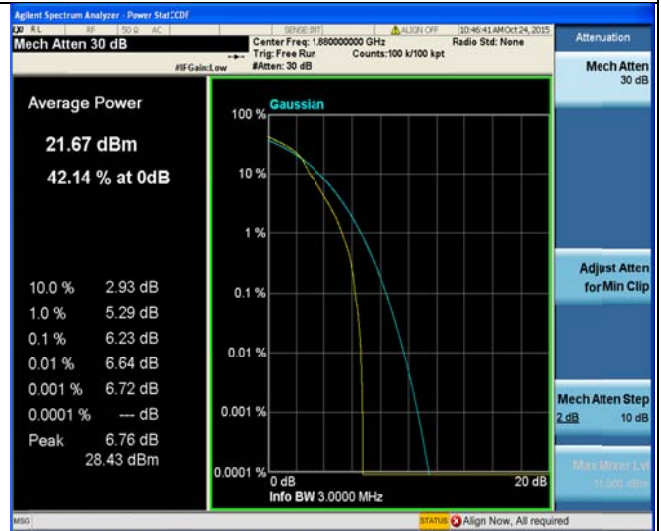 Agilent Spectrum Analyzer - Power Stat CCDF
RL RF 50 Ω AC SENSE:INT ALIGN OFF 10:46:41 AM Oct 24, 2015
Mech Atten 30 dB
Center Freq: 1.880000000 GHz Radio Std: None
Trig: Free Run Counts:100 k/100 kpt
#IFGain:Low #Atten: 30 dB
Attenuation
Mech Atten
30 dB
Average Power
21.67 dBm
42.14 % at 0dB
10.0 % 2.93 dB
1.0 % 5.29 dB
0.1 % 6.23 dB
0.01 % 6.64 dB
0.001 % 6.72 dB
0.0001 % --- dB
Peak 6.76 dB
28.43 dBm
Gaussian
100 %
10 %
1 %
0.1 %
0.01 %
0.001 %
0.0001 %
0 dB 20 dB
Info BW 3.0000 MHz
Adjust Atten
for Min Clip
Mech Atten Step
2 dB 10 dB
Max Mixer Lvl
MSG STATUS Align Now, All required